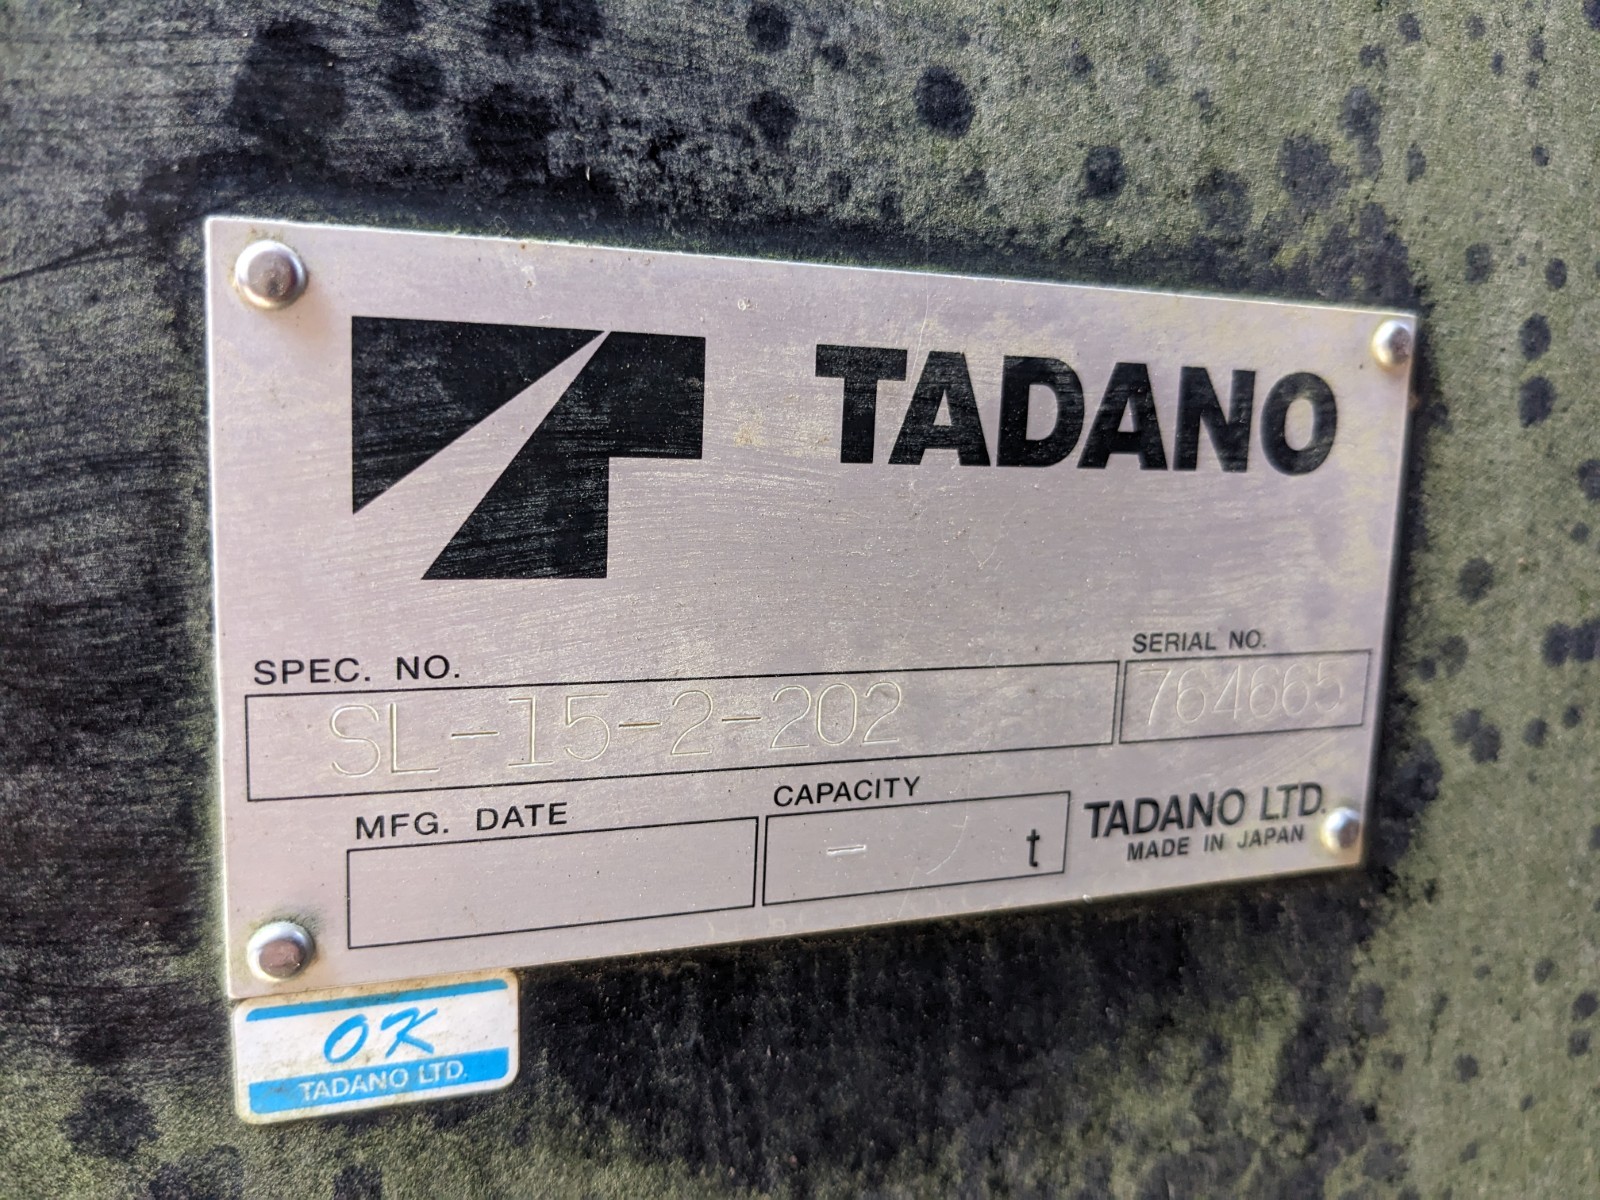 TADANO
SPEC. NO.
SERIAL NO.
SL-15-2-202
764665
MFG. DATE
CAPACITY
- t
TADANO LTD.
MADE IN JAPAN
OK
TADANO LTD.